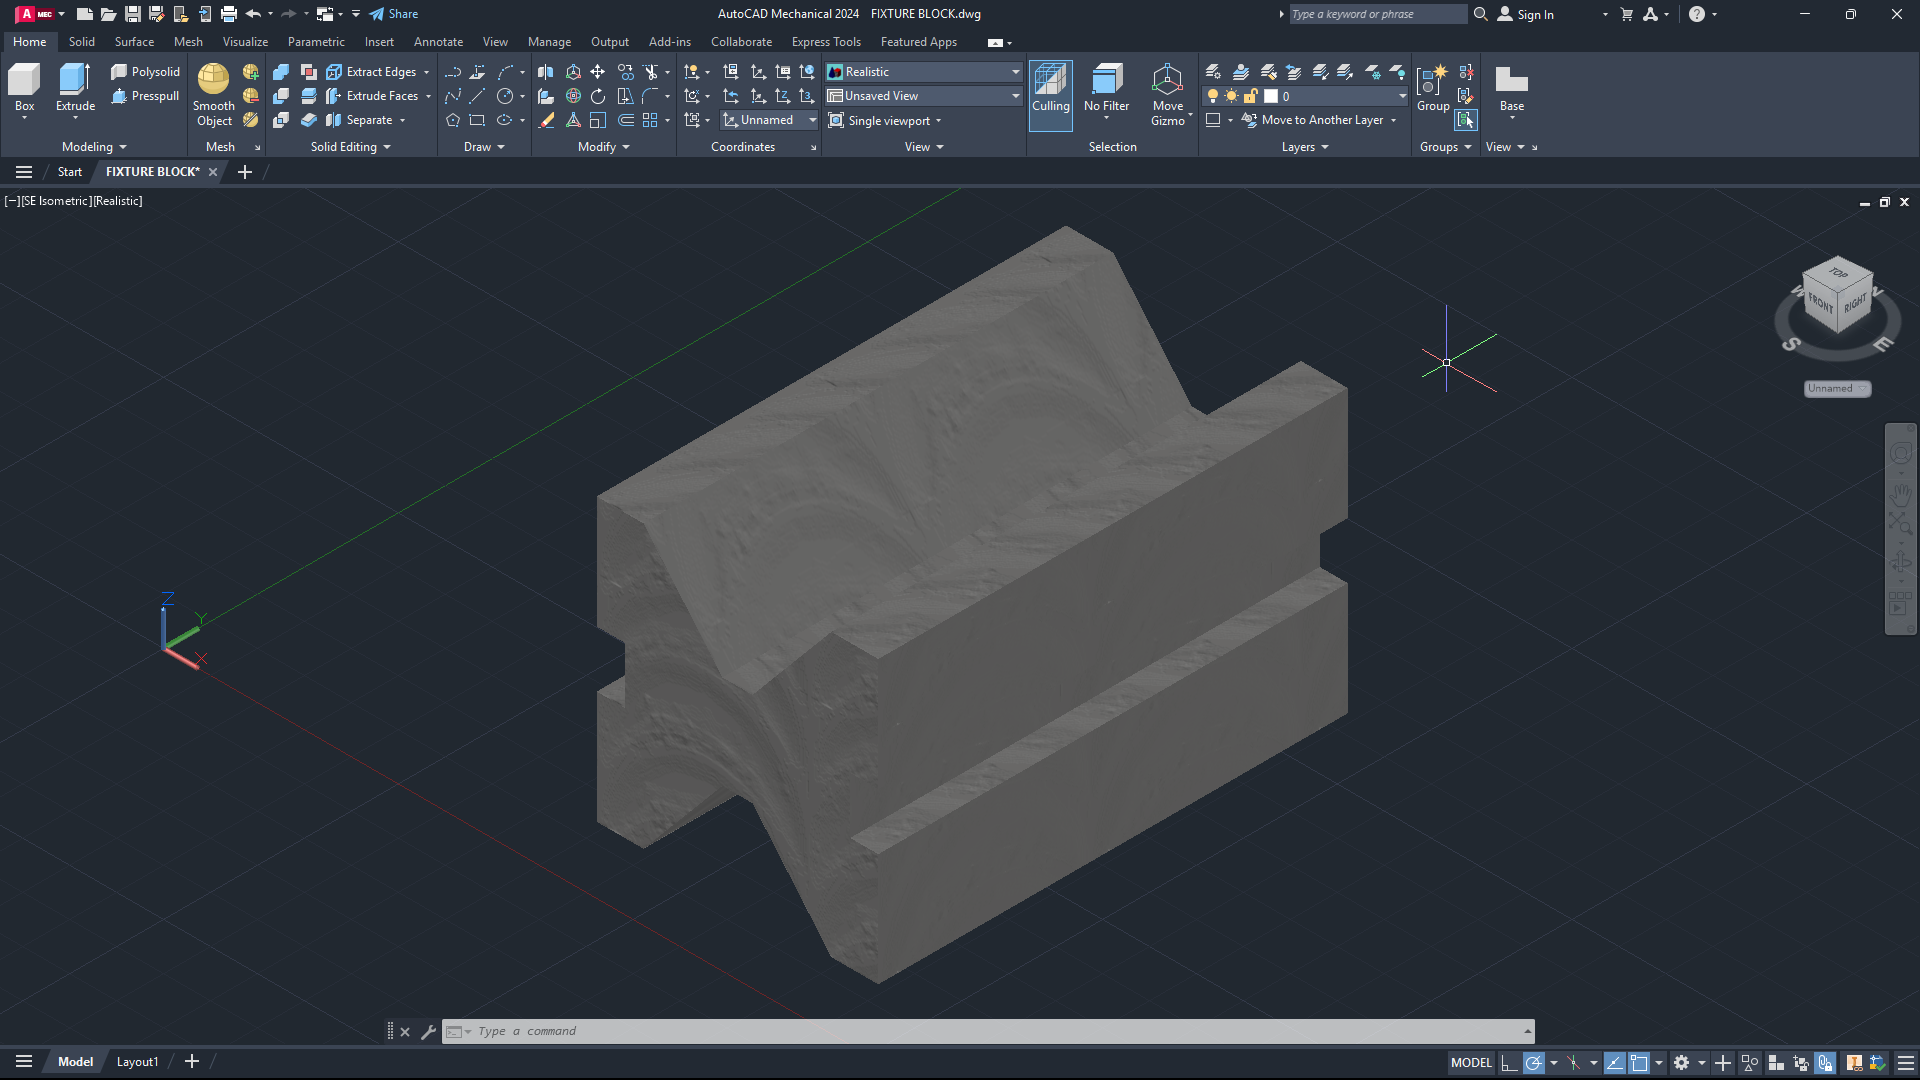 A MEC Share AutoCAD Mechanical 2024 FIXTURE BLOCK.dwg Type a keyword or phrase Sign In
Home Solid Surface Mesh Visualize Parametric Insert Annotate View Manage Output Add-ins Collaborate Express Tools Featured Apps
Polysolid Extract Edges Realistic
Presspull Extrude Faces Unsaved View 0
Box Extrude Smooth Object Separate Unnamed Single viewport Culling No Filter Move Gizmo Move to Another Layer Group Base
Modeling Mesh Solid Editing Draw Modify Coordinates View Selection Layers Groups View
Start FIXTURE BLOCK*
[−][SE Isometric][Realistic]
TOP
W N
FRONT RIGHT
S E
Unnamed
Z
Y
X
Type a command
Model Layout1 MODEL